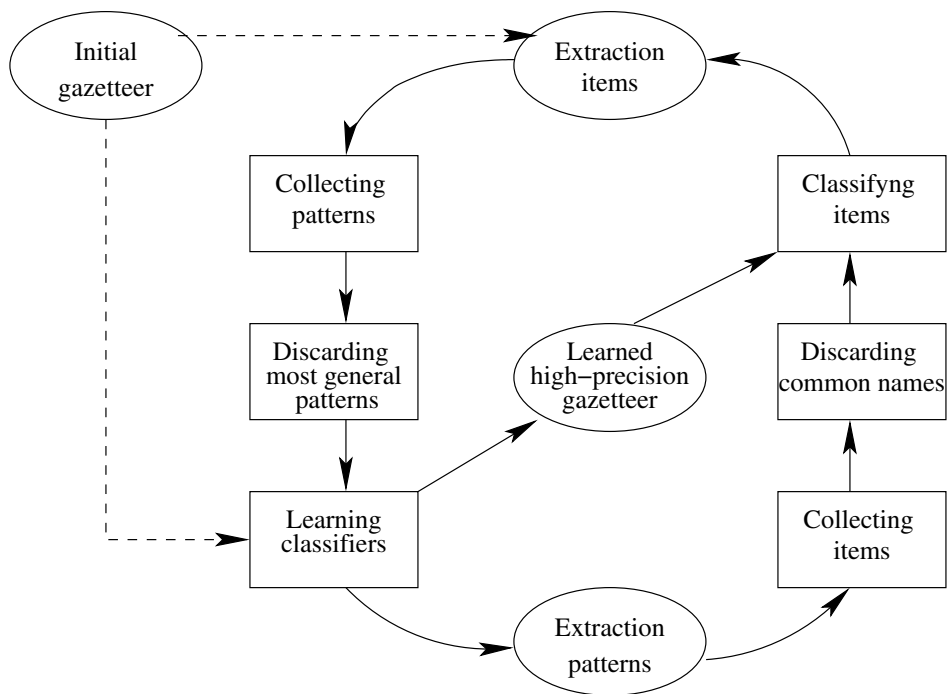 Initial
gazetteer
Extraction
items
Collecting
patterns
Classifyng
items
Discarding
most general
patterns
Learned
high−precision
gazetteer
Discarding
common names
Learning
classifiers
Collecting
items
Extraction
patterns